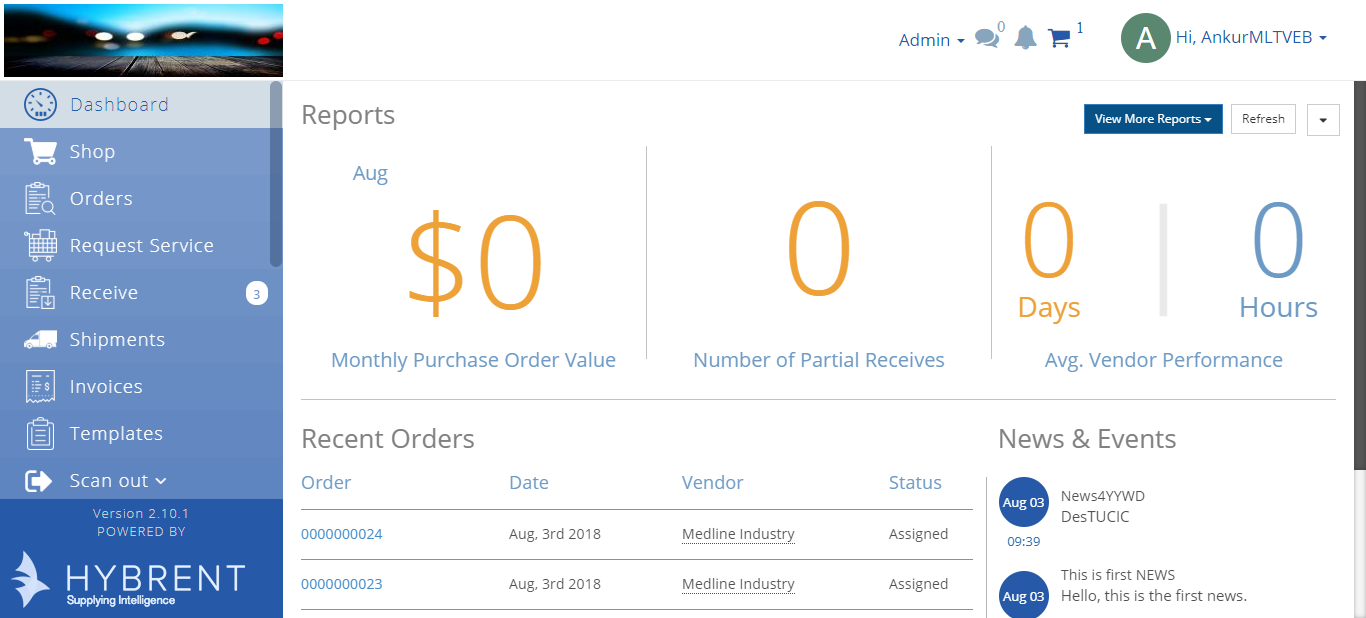 Admin
0
1
A
Hi, AnkurMLTVEB
Dashboard
Shop
Orders
Request Service
Receive 3
Shipments
Invoices
Templates
Scan out
Version 2.10.1
POWERED BY
HYBRENT
Supplying Intelligence
Reports
View More Reports
Refresh
Aug
$0
Monthly Purchase Order Value
0
Number of Partial Receives
0 0
Days Hours
Avg. Vendor Performance
Recent Orders
Order Date Vendor Status
0000000024 Aug, 3rd 2018 Medline Industry Assigned
0000000023 Aug, 3rd 2018 Medline Industry Assigned
News & Events
Aug 03
09:39
News4YYWD
DesTUCIC
Aug 03
This is first NEWS
Hello, this is the first news.